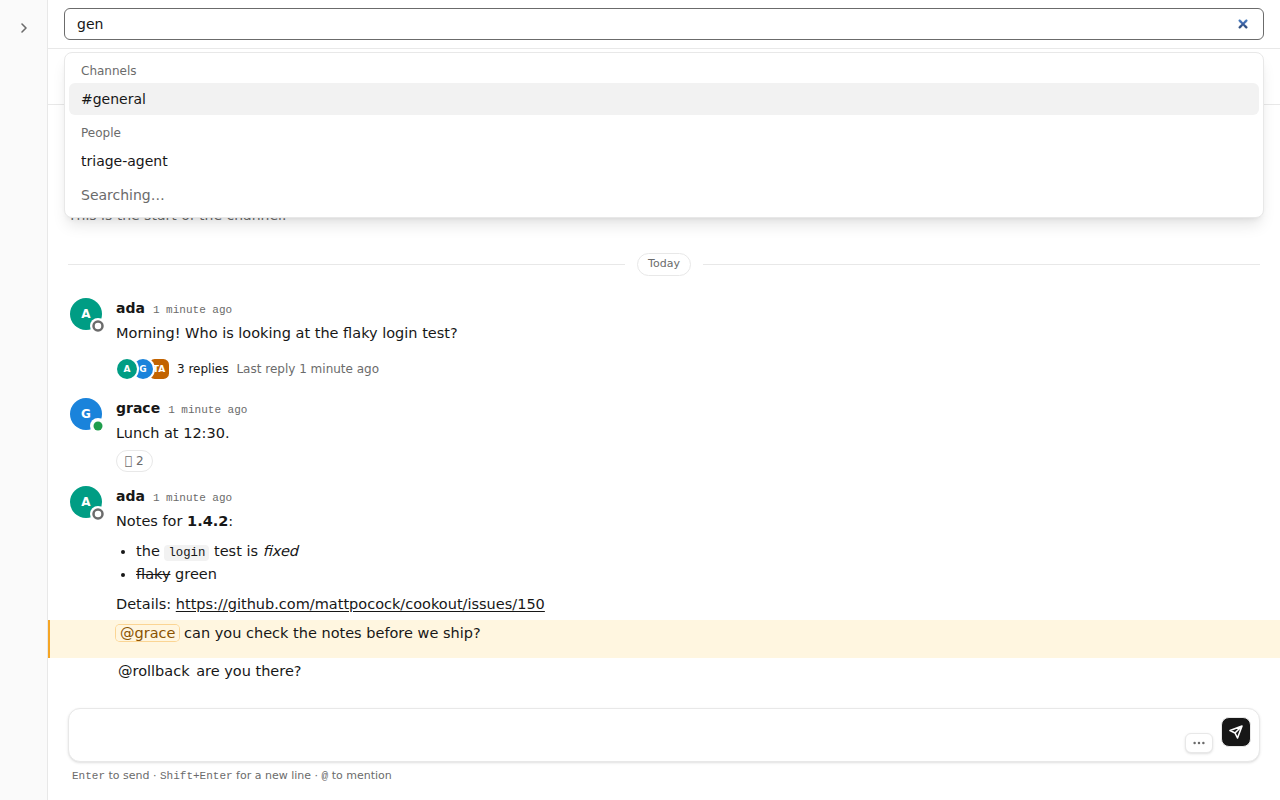 gen
Channels
#general
People
triage-agent
Searching…
Today
A
ada 1 minute ago
Morning! Who is looking at the flaky login test?
A G TA 3 replies Last reply 1 minute ago
G
grace 1 minute ago
Lunch at 12:30.
2
A
ada 1 minute ago
Notes for 1.4.2:
• the login test is fixed
• flaky green
Details: https://github.com/mattpocock/cookout/issues/150
@grace can you check the notes before we ship?
@rollback are you there?
Enter to send · Shift+Enter for a new line · @ to mention